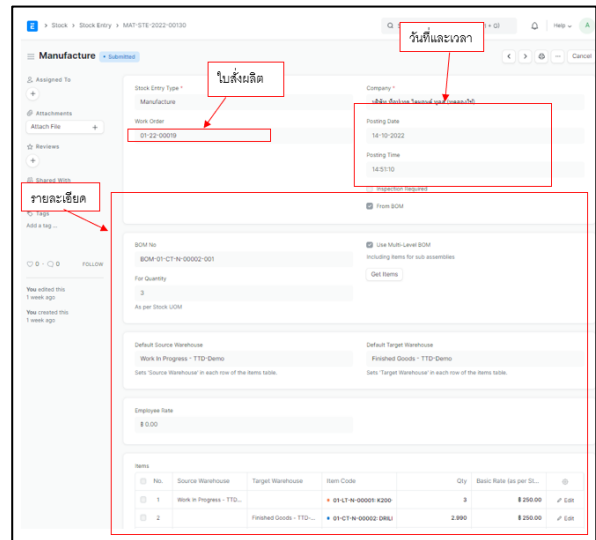 E > Stock > Stock Entry > MAT-STE-2022-00130
+ G)
Help
A
Manufacture
Submitted
Cancel
วันที่และเวลา
ใบสั่งผลิต
รายละเอียด
Assigned To
Attachments
Attach File +
Reviews
Shared With
Tags
Add a tag ...
0 · 0 FOLLOW
You edited this
1 week ago
You created this
1 week ago
Stock Entry Type *
Manufacture
Work Order
01-22-00019
Company *
Posting Date
14-10-2022
Posting Time
14:51:10
Inspection Required
From BOM
BOM No
BOM-01-CT-N-00002-001
For Quantity
3
As per Stock UOM
Use Multi-Level BOM
Including items for sub assemblies
Get Items
Default Source Warehouse
Work In Progress - TTD-Demo
Sets 'Source Warehouse' in each row of the items table.
Default Target Warehouse
Finished Goods - TTD-Demo
Sets 'Target Warehouse' in each row of the items table.
Employee Rate
$ 0.00
Items
No. Source Warehouse Target Warehouse Item Code Qty Basic Rate (as per St...
1 Work In Progress - TTD... 01-LT-N-00001: K200 3 $ 250.00 Edit
2 Finished Goods - TTD-... 01-CT-N-00002: DRILI 2.990 $ 250.00 Edit